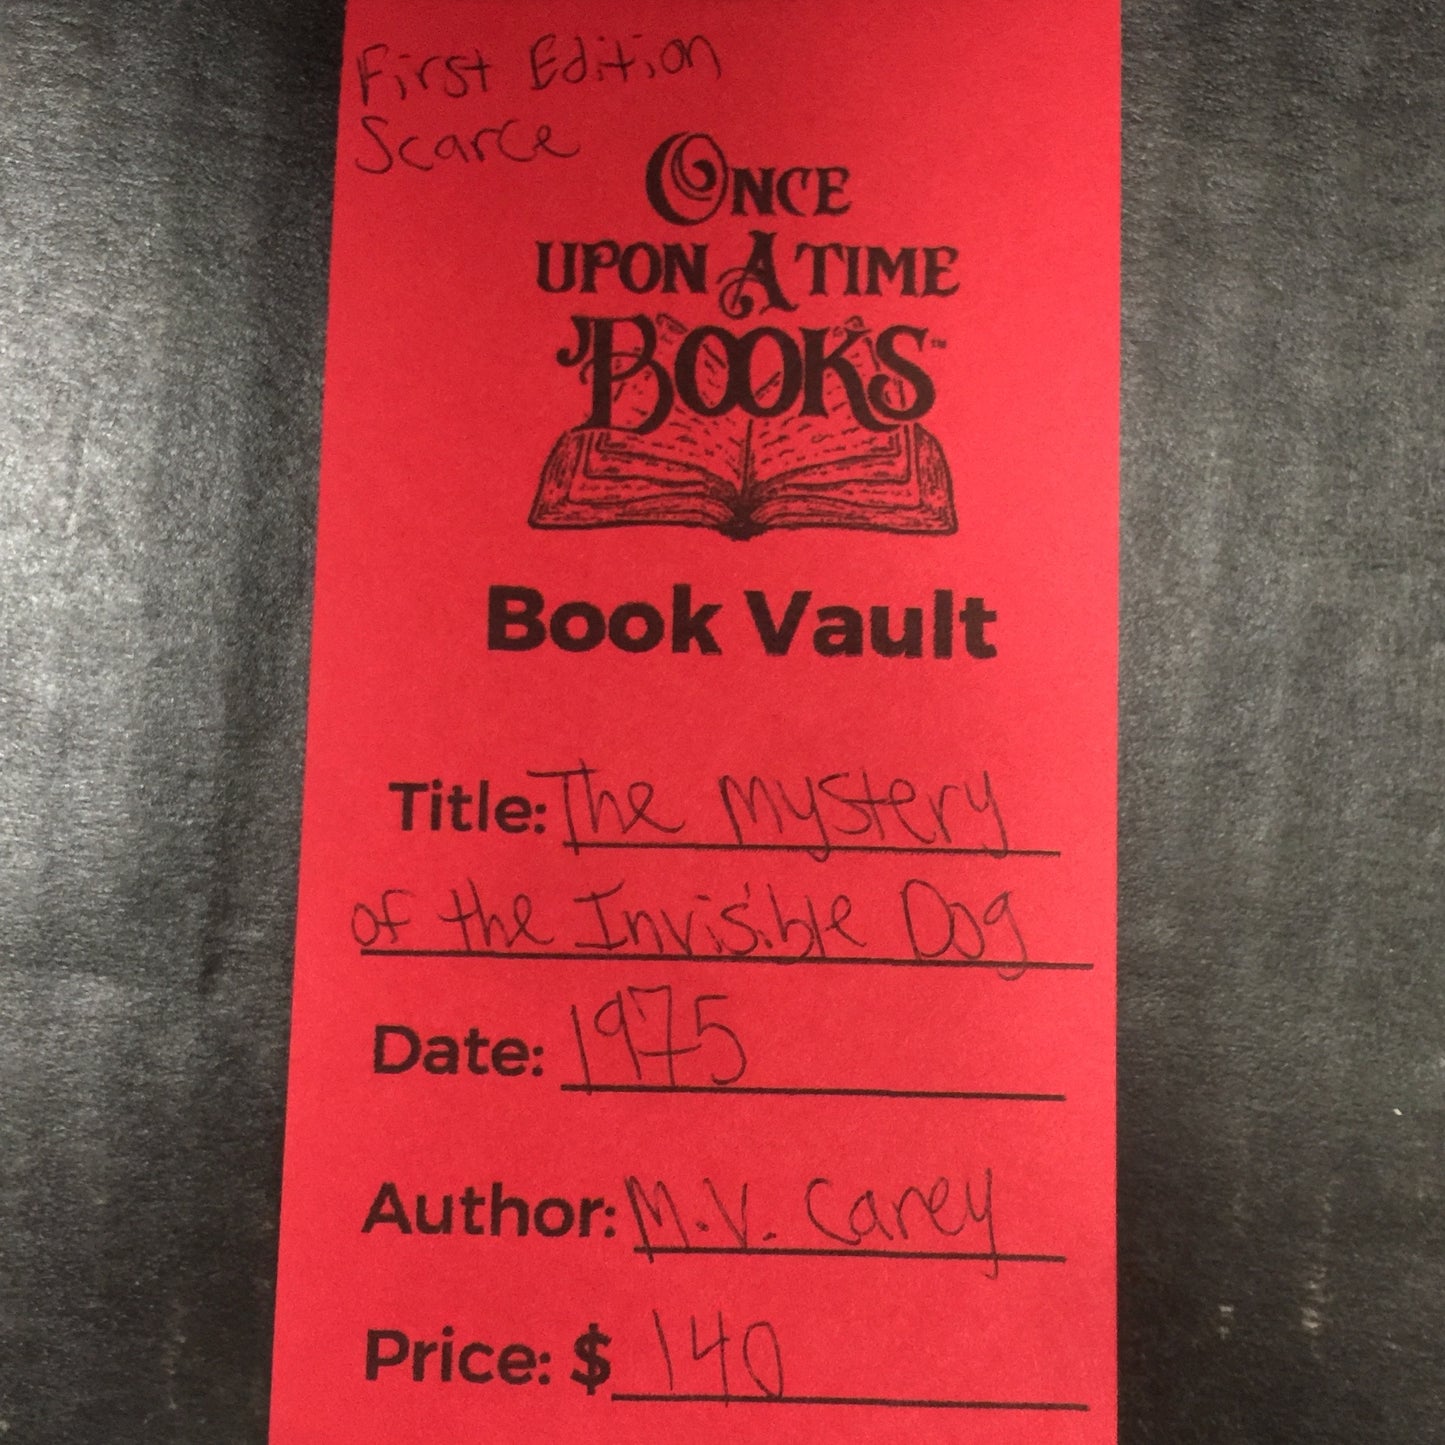 First Edition
Scarce
ONCE
UPON A TIME
BOOKS™
Book Vault
Title: The Mystery
of the Invisible Dog
Date: 1975
Author: M.V. Carey
Price: $ 140